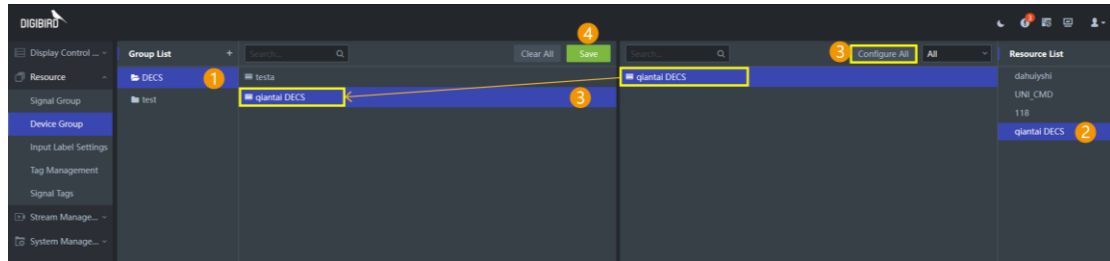 DIGIBIRD
3
Display Control ...
Group List
+
Search...
Clear All
4
Save
Search...
3
Configure All
All
Resource List
Resource
DECS
1
testa
qiantai DECS
dahuiyshi
Signal Group
test
qiantai DECS
3
UNI_CMD
118
Device Group
qiantai DECS
2
Input Label Settings
Tag Management
Signal Tags
Stream Manage...
System Manage...